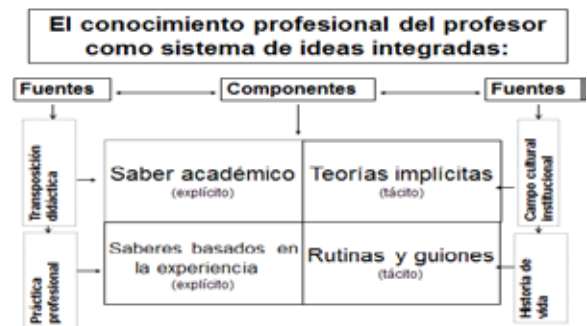 El conocimiento profesional del profesor
como sistema de ideas integradas:
Fuentes
Componentes
Fuentes
Transposición
didáctica
Saber académico
(explícito)
Teorías implícitas
(tácito)
Campo cultural
Institucional
Práctica
profesional
Saberes basados en
la experiencia
(explícito)
Rutinas y guiones
(tácito)
Historia de
vida